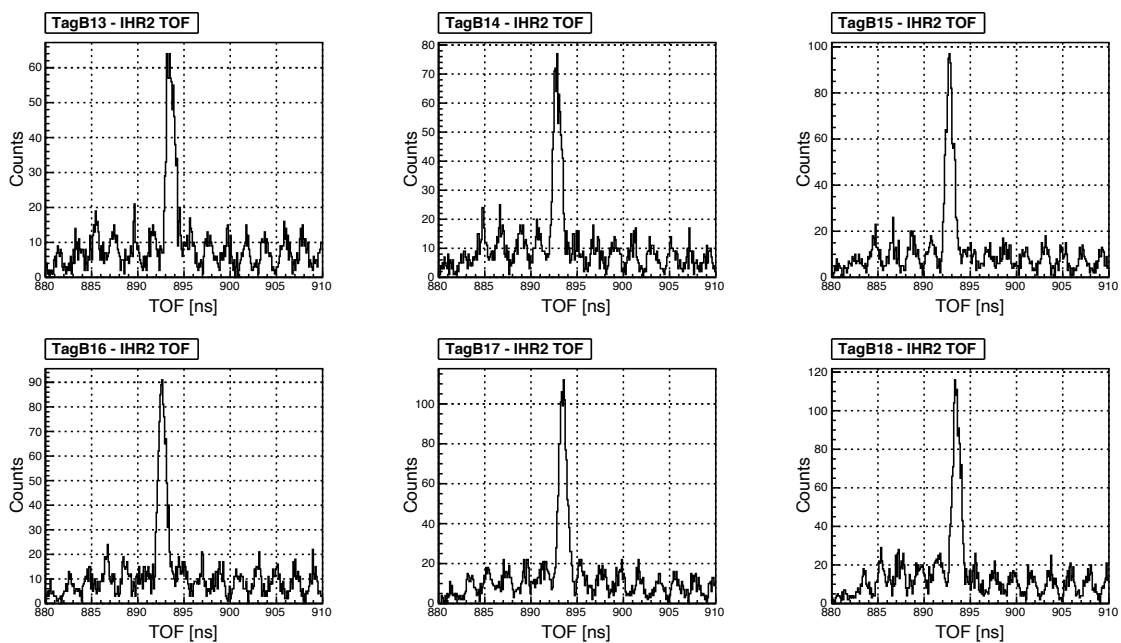 TagB13 - IHR2 TOF
Counts
60
50
40
30
20
10
0
880 885 890 895 900 905 910
TOF [ns]
TagB14 - IHR2 TOF
Counts
80
70
60
50
40
30
20
10
0
880 885 890 895 900 905 910
TOF [ns]
TagB15 - IHR2 TOF
Counts
100
80
60
40
20
0
880 885 890 895 900 905 910
TOF [ns]
TagB16 - IHR2 TOF
Counts
90
80
70
60
50
40
30
20
10
0
880 885 890 895 900 905 910
TOF [ns]
TagB17 - IHR2 TOF
Counts
100
80
60
40
20
0
880 885 890 895 900 905 910
TOF [ns]
TagB18 - IHR2 TOF
Counts
120
100
80
60
40
20
0
880 885 890 895 900 905 910
TOF [ns]